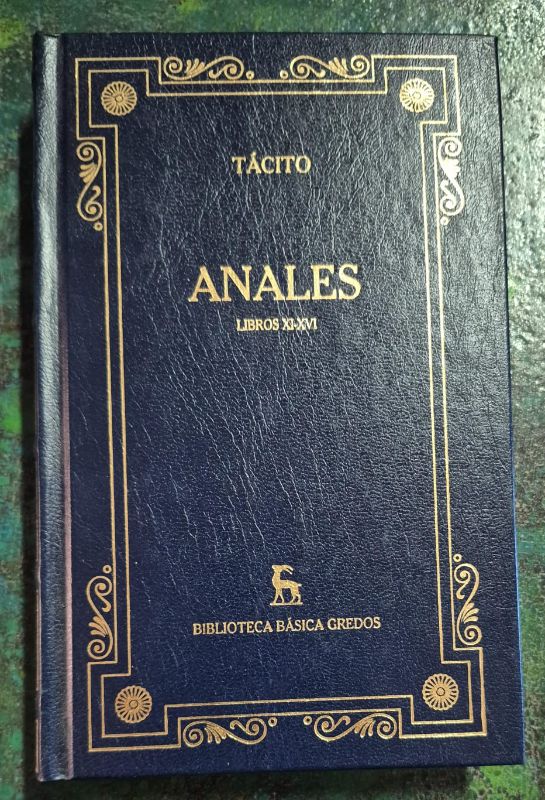 TÁCITO
ANALES
LIBROS XI-XVI
BIBLIOTECA BÁSICA GREDOS